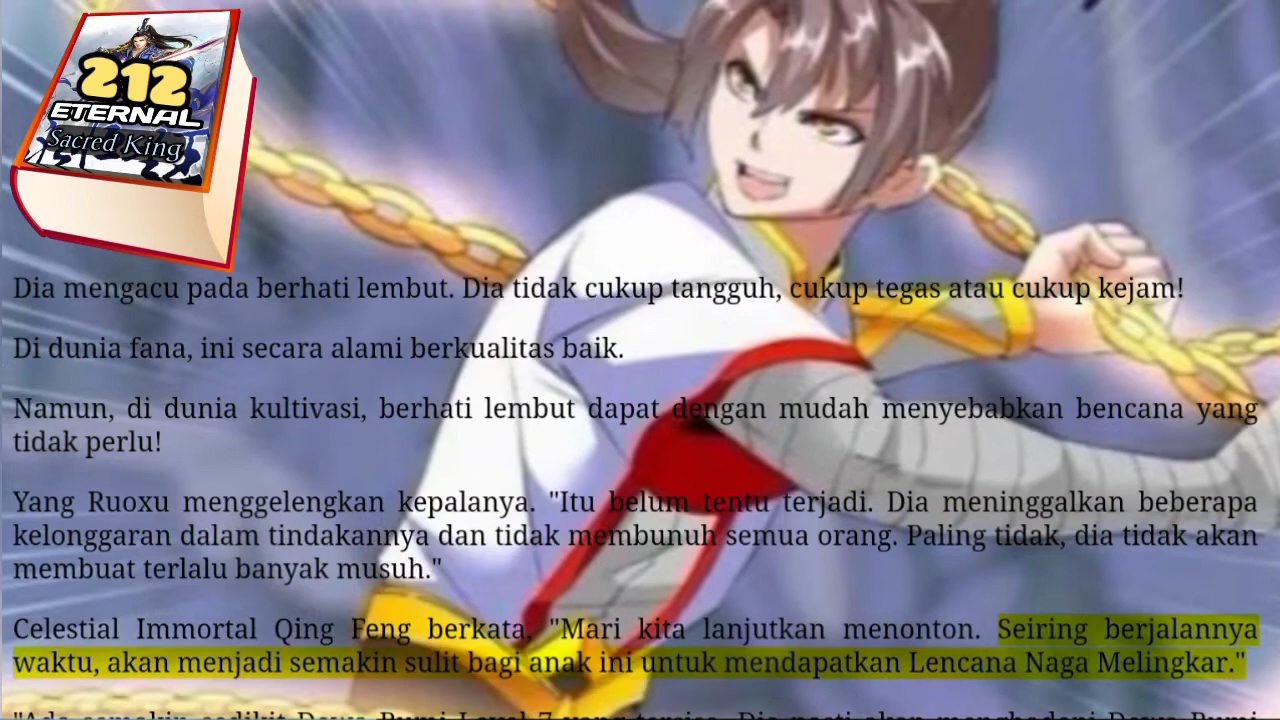 212
ETERNAL
Sacred King
Dia mengacu pada berhati lembut. Dia tidak cukup tangguh, cukup tegas atau cukup kejam!
Di dunia fana, ini secara alami berkualitas baik.
Namun, di dunia kultivasi, berhati lembut dapat dengan mudah menyebabkan bencana yang
tidak perlu!
Yang Ruoxu menggelengkan kepalanya. "Itu belum tentu terjadi. Dia meninggalkan beberapa
kelonggaran dalam tindakannya dan tidak membunuh semua orang. Paling tidak, dia tidak akan
membuat terlalu banyak musuh."
Celestial Immortal Qing Feng berkata, "Mari kita lanjutkan menonton. Seiring berjalannya
waktu, akan menjadi semakin sulit bagi anak ini untuk mendapatkan Lencana Naga Melingkar."